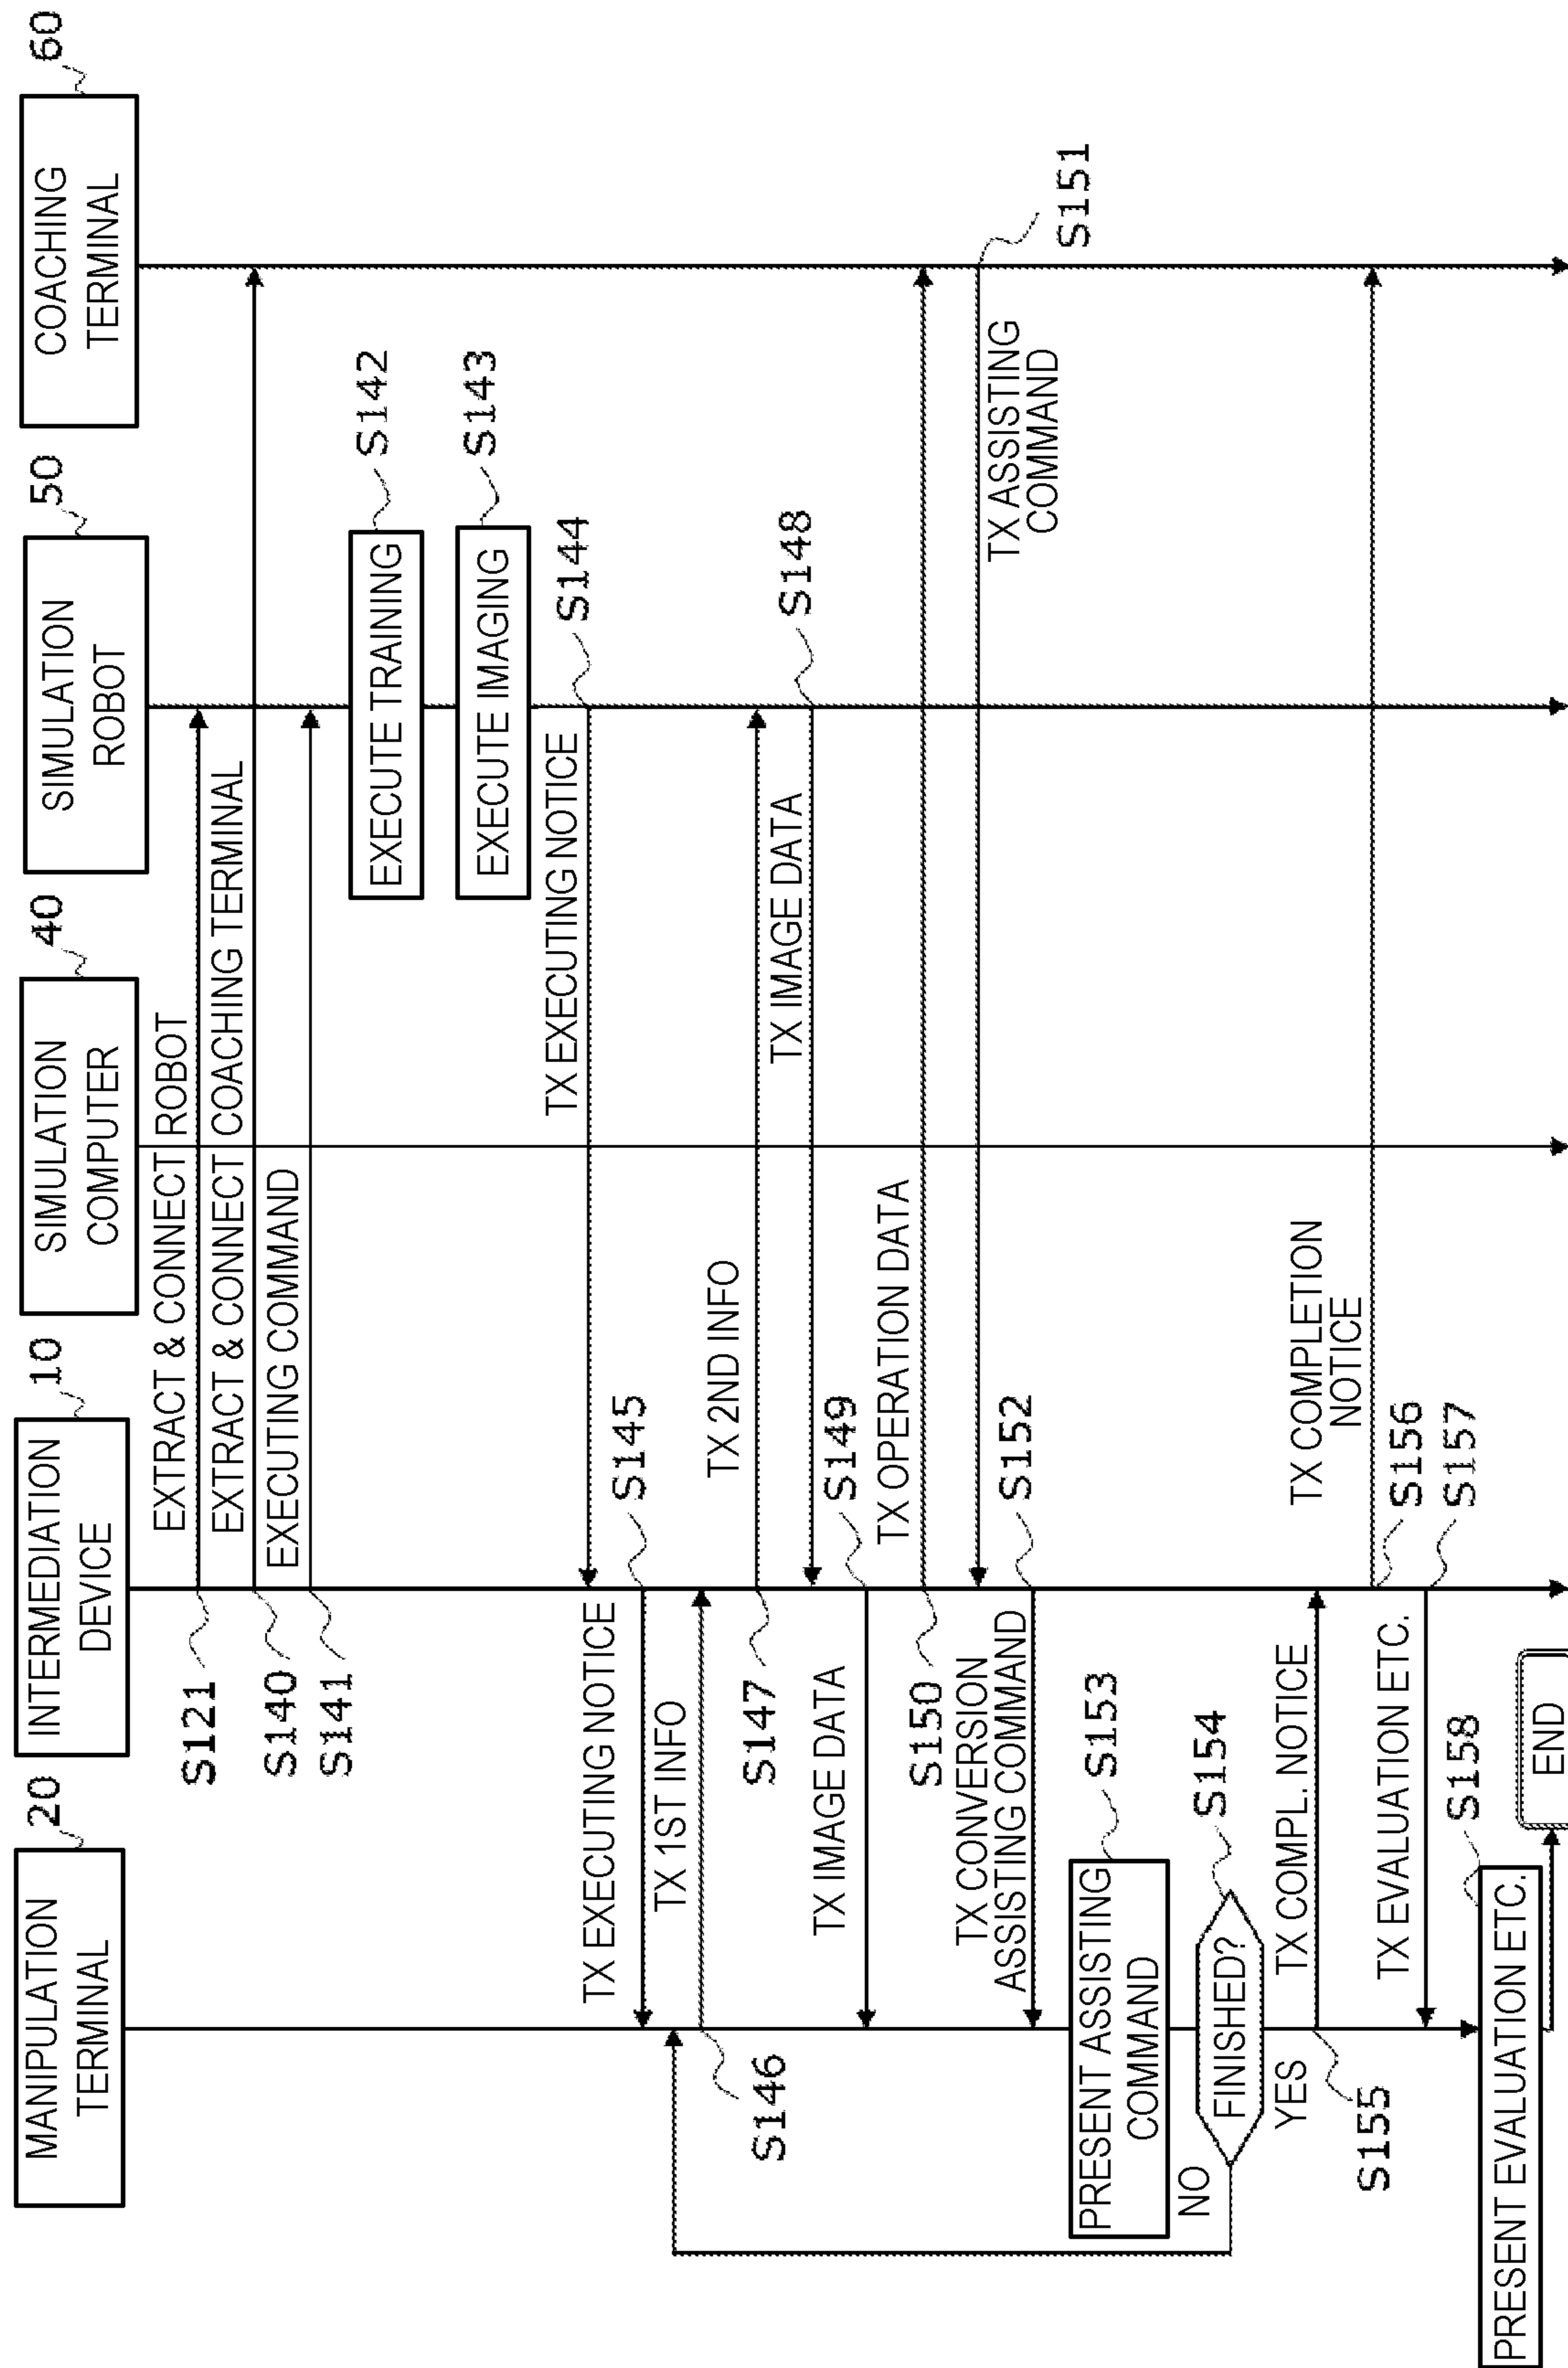 MANIPULATION
TERMINAL
20
INTERMEDIATION
DEVICE
10
SIMULATION
COMPUTER
40
SIMULATION
ROBOT
50
COACHING
TERMINAL
60
S121
EXTRACT & CONNECT ROBOT
S140
EXTRACT & CONNECT COACHING TERMINAL
S141
EXECUTING COMMAND
EXECUTE TRAINING
S142
EXECUTE IMAGING
S143
TX EXECUTING NOTICE
S144
TX EXECUTING NOTICE
S145
TX 1ST INFO
S146
TX 2ND INFO
S147
TX IMAGE DATA
S148
TX IMAGE DATA
S149
TX OPERATION DATA
S150
TX ASSISTING
COMMAND
S151
TX CONVERSION
ASSISTING COMMAND
S152
PRESENT ASSISTING
COMMAND
S153
NO
FINISHED?
S154
YES
TX COMPL. NOTICE
S155
TX COMPLETION
NOTICE
S156
TX EVALUATION ETC.
S157
PRESENT EVALUATION ETC.
S158
END